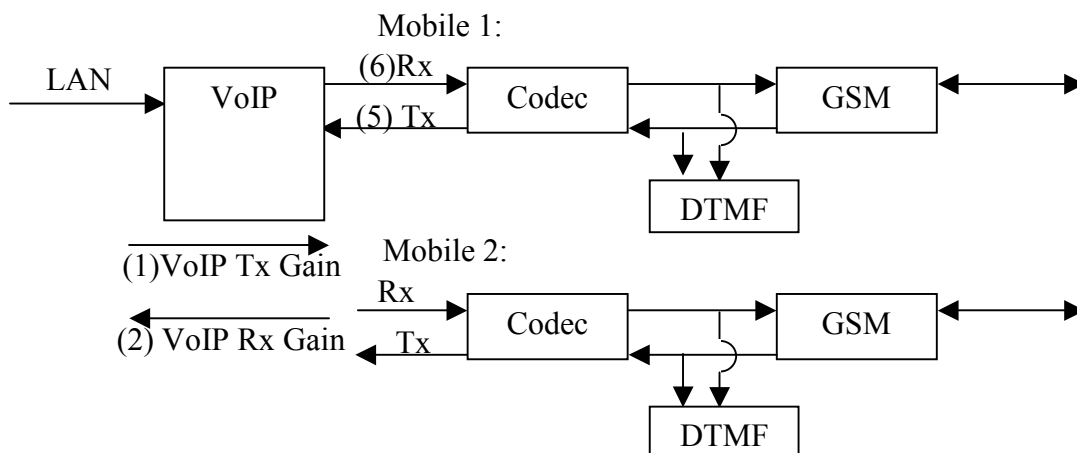 Mobile 1:
LAN
VoIP
(6)Rx
(5) Tx
Codec
GSM
DTMF
(1)VoIP Tx Gain
(2) VoIP Rx Gain
Mobile 2:
Rx
Tx
Codec
GSM
DTMF